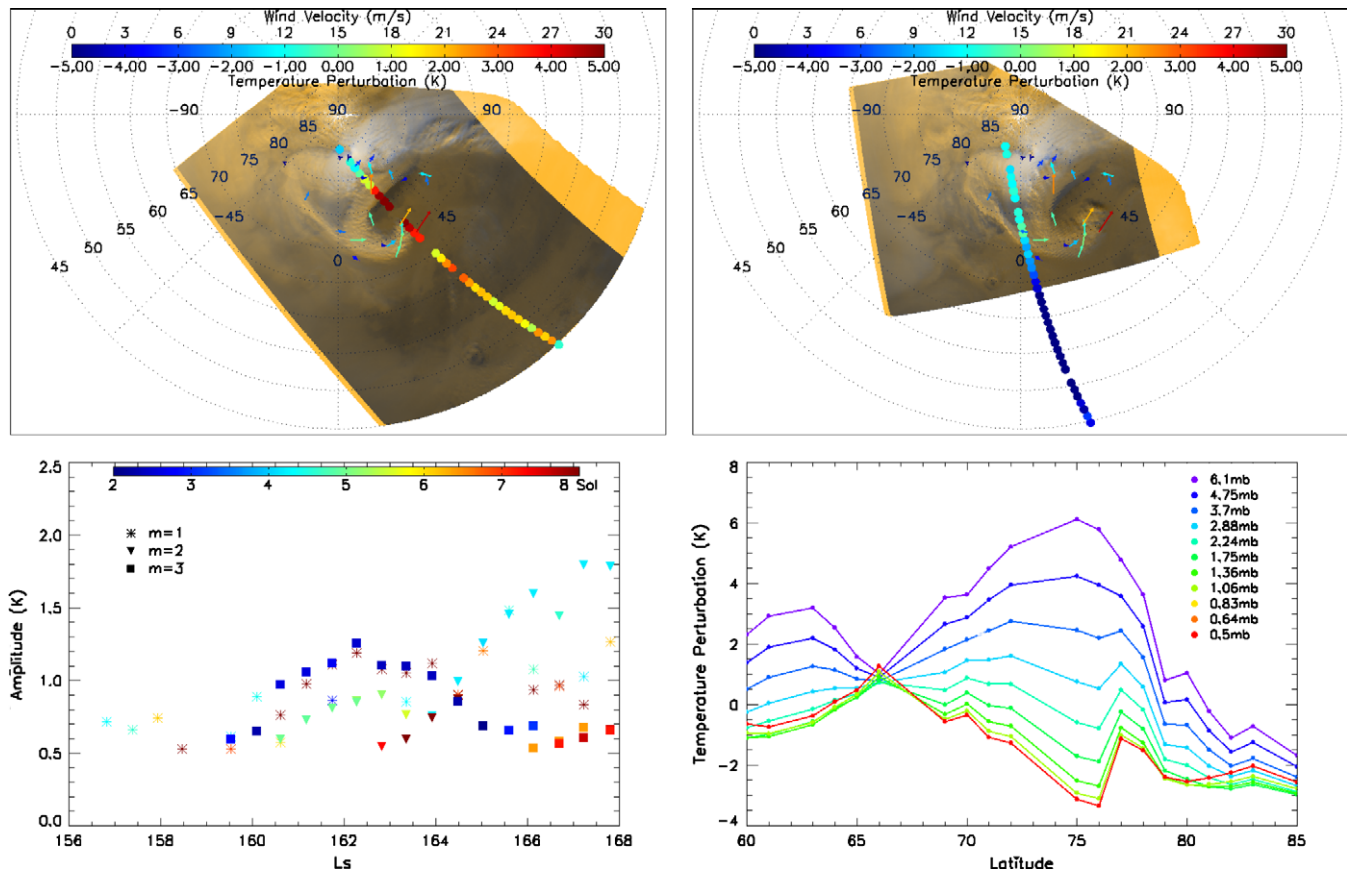 Wind Velocity (m/s)
0 3 6 9 12 15 18 21 24 27 30
-5.00 -4.00 -3.00 -2.00 -1.00 0.00 1.00 2.00 3.00 4.00 5.00
Temperature Perturbation (K)
-90 90 90
85
80
75
70
65
60
55
50
45
-45 45
0
Wind Velocity (m/s)
0 3 6 9 12 15 18 21 24 27 30
-5.00 -4.00 -3.00 -2.00 -1.00 0.00 1.00 2.00 3.00 4.00 5.00
Temperature Perturbation (K)
-90 90 90
85
80
75
70
65
60
55
50
45
-45 45
0
2.5
2.0
1.5
1.0
0.5
0.0
Amplitude (K)
2 3 4 5 6 7 8 Sol
m=1
m=2
m=3
156 158 160 162 164 166 168
Ls
8
6
4
2
0
-2
-4
Temperature Perturbation (K)
6.1mb
4.75mb
3.7mb
2.88mb
2.24mb
1.75mb
1.36mb
1.06mb
0.83mb
0.64mb
0.5mb
60 65 70 75 80 85
Latitude